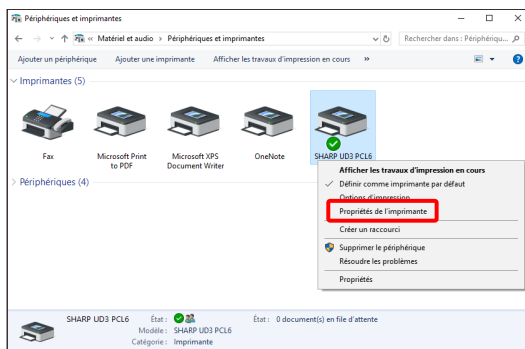 Périphériques et imprimantes
« Matériel et audio › Périphériques et imprimantes
Rechercher dans : Périphériqu...
Ajouter un périphérique Ajouter une imprimante Afficher les travaux d'impression en cours »
Imprimantes (5)
Fax
Microsoft Print to PDF
Microsoft XPS Document Writer
OneNote
SHARP UD3 PCL6
Périphériques (4)
Afficher les travaux d'impression en cours
Définir comme imprimante par défaut
Options d'impression
Propriétés de l'imprimante
Créer un raccourci
Supprimer le périphérique
Résoudre les problèmes
Propriétés
SHARP UD3 PCL6 État : État : 0 document(s) en file d'attente
Modèle : SHARP UD3 PCL6
Catégorie : Imprimante